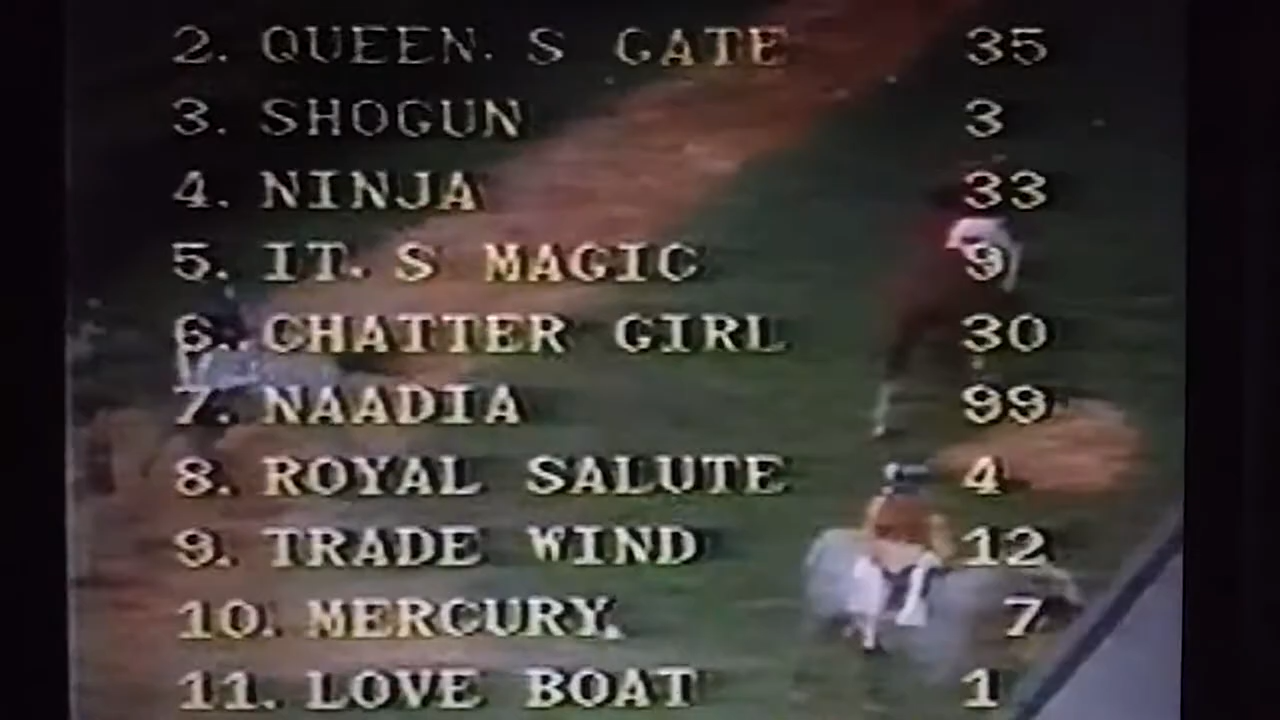 2. QUEEN. S GATE 35
3. SHOGUN 3
4. NINJA 33
5. IT. S MAGIC 9
6. CHATTER GIRL 30
7. NAADIA 99
8. ROYAL SALUTE 4
9. TRADE WIND 12
10. MERCURY. 7
11. LOVE BOAT 1